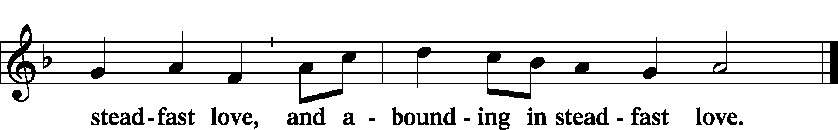 stead-fast love, and a - bound - ing in stead - fast love.